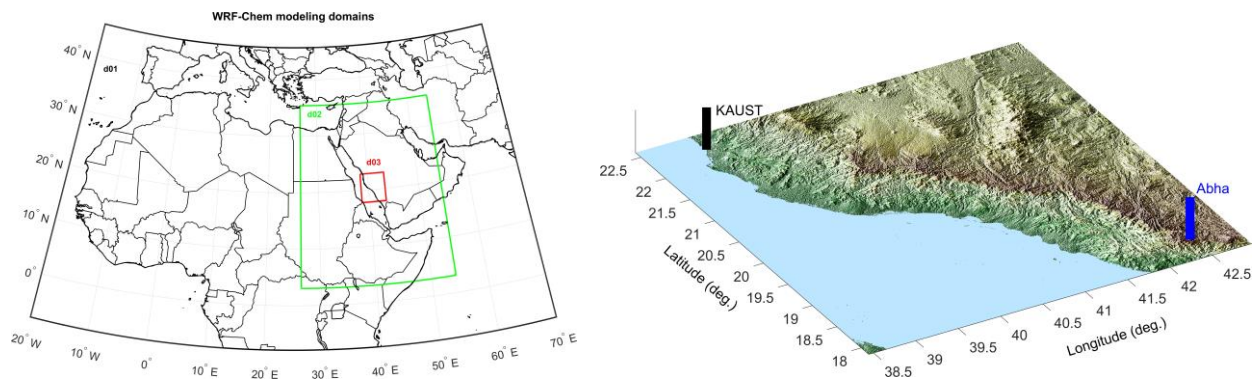 WRF-Chem modeling domains
40° N
30° N
20° N
10° N
0°
20° W
10° W
0°
10° E
20° E
30° E
40° E
50° E
60° E
70° E
d01
d02
d03
KAUST
Abha
22.5
22
21.5
21
20.5
20
19.5
19
18.5
18
Latitude (deg.)
38.5
39
39.5
40
40.5
41
41.5
42
42.5
Longitude (deg.)